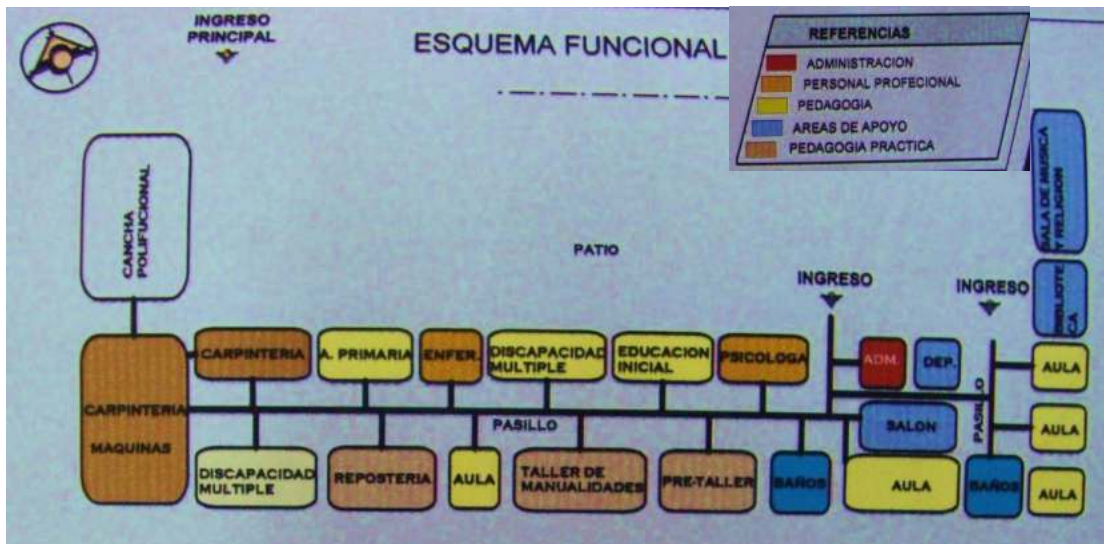 INGRESO
PRINCIPAL
ESQUEMA FUNCIONAL
REFERENCIAS
ADMINISTRACION
PERSONAL PROFECIONAL
PEDAGOGIA
AREAS DE APOYO
PEDAGOGIA PRACTICA
SALA DE MUSICA
Y RELIGION
CANCHA
POLIFUCIONAL
PATIO
INGRESO
INGRESO
BIBLIOTE
CA
CARPINTERIA
A. PRIMARIA
ENFER.
DISCAPACIDAD
MULTIPLE
EDUCACION
INICIAL
PSICOLOGA
ADM.
DEP.
AULA
CARPINTERIA
MAQUINAS
PASILLO
SALON
PASILLO
AULA
DISCAPACIDAD
MULTIPLE
REPOSTERIA
AULA
TALLER DE
MANUALIDADES
PRE-TALLER
BAÑOS
AULA
BAÑOS
AULA